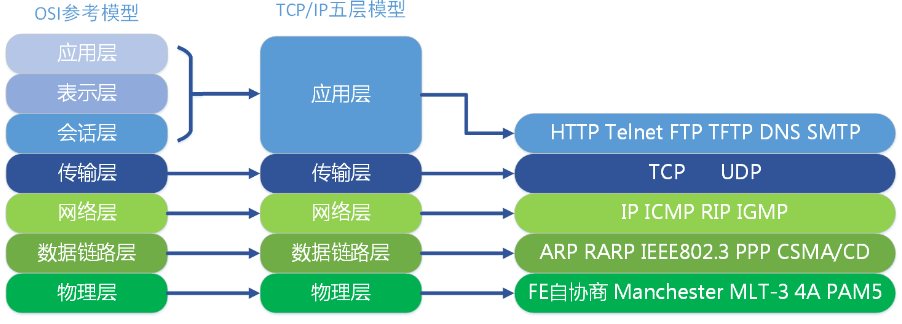 OSI参考模型
TCP/IP五层模型
应用层
表示层
会话层
应用层
HTTP Telnet FTP TFTP DNS SMTP
传输层
传输层
TCP UDP
网络层
网络层
IP ICMP RIP IGMP
数据链路层
数据链路层
ARP RARP IEEE802.3 PPP CSMA/CD
物理层
物理层
FE自协商 Manchester MLT-3 4A PAM5